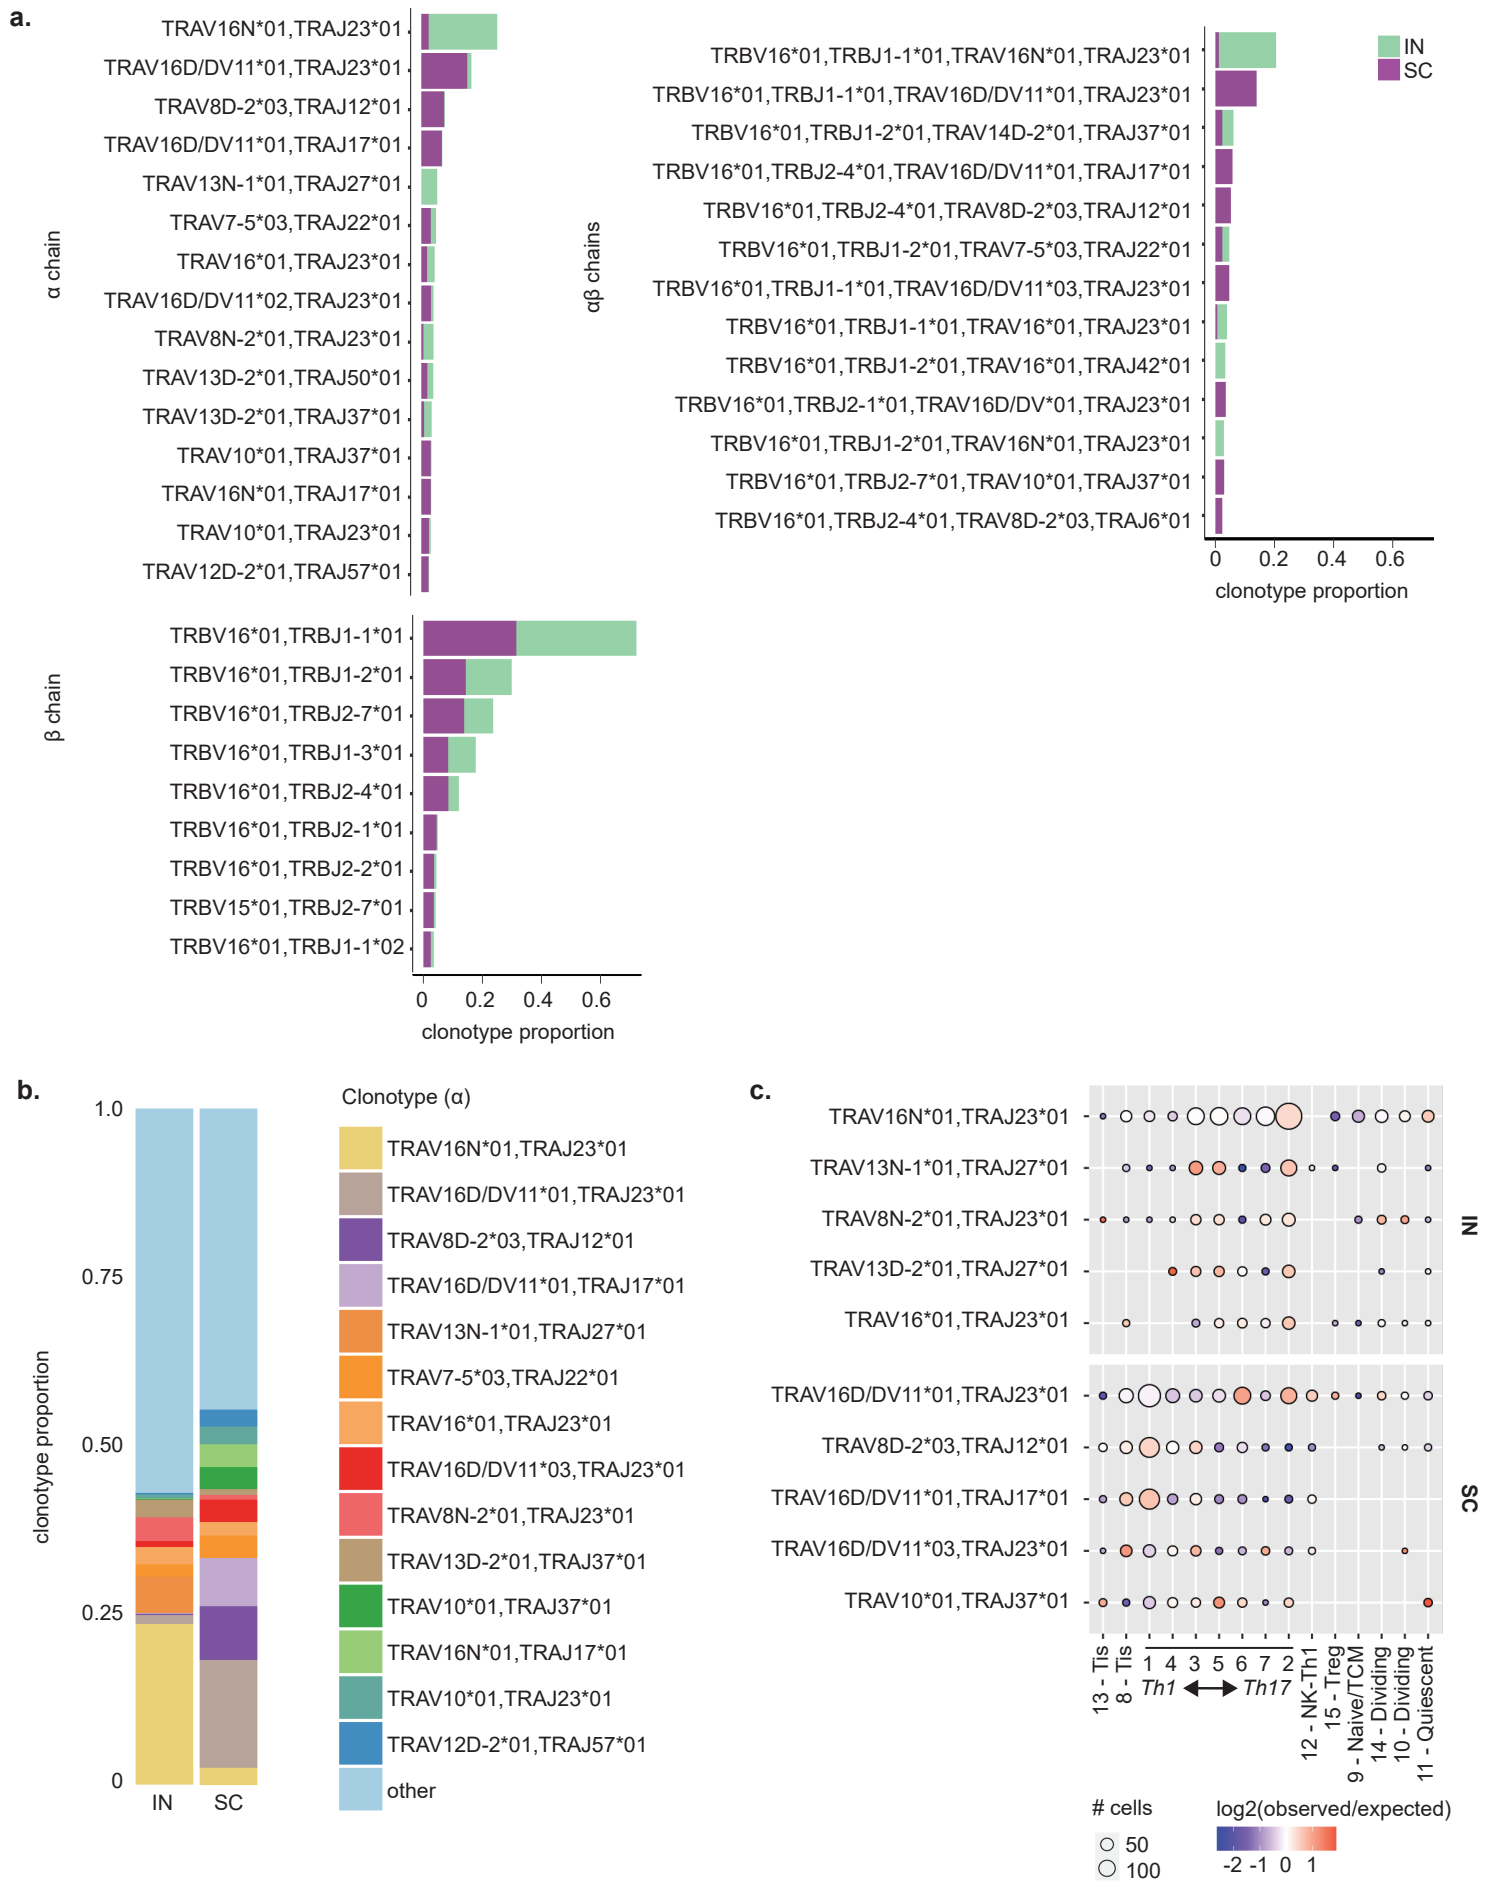 a.
TRAV16N*01,TRAJ23*01
TRAV16D/DV11*01,TRAJ23*01
TRAV8D-2*03,TRAJ12*01
TRAV16D/DV11*01,TRAJ17*01
TRAV13N-1*01,TRAJ27*01
TRAV7-5*03,TRAJ22*01
TRAV16*01,TRAJ23*01
TRAV16D/DV11*02,TRAJ23*01
TRAV8N-2*01,TRAJ23*01
TRAV13D-2*01,TRAJ50*01
TRAV13D-2*01,TRAJ37*01
TRAV10*01,TRAJ37*01
TRAV16N*01,TRAJ17*01
TRAV10*01,TRAJ23*01
TRAV12D-2*01,TRAJ57*01
α chain
TRBV16*01,TRBJ1-1*01
TRBV16*01,TRBJ1-2*01
TRBV16*01,TRBJ2-7*01
TRBV16*01,TRBJ1-3*01
TRBV16*01,TRBJ2-4*01
TRBV16*01,TRBJ2-1*01
TRBV16*01,TRBJ2-2*01
TRBV15*01,TRBJ2-7*01
TRBV16*01,TRBJ1-1*02
β chain
0 0.2 0.4 0.6
clonotype proportion
TRBV16*01,TRBJ1-1*01,TRAV16N*01,TRAJ23*01
TRBV16*01,TRBJ1-1*01,TRAV16D/DV11*01,TRAJ23*01
TRBV16*01,TRBJ1-2*01,TRAV14D-2*01,TRAJ37*01
TRBV16*01,TRBJ2-4*01,TRAV16D/DV11*01,TRAJ17*01
TRBV16*01,TRBJ2-4*01,TRAV8D-2*03,TRAJ12*01
TRBV16*01,TRBJ1-2*01,TRAV7-5*03,TRAJ22*01
TRBV16*01,TRBJ1-1*01,TRAV16D/DV11*03,TRAJ23*01
TRBV16*01,TRBJ1-1*01,TRAV16*01,TRAJ23*01
TRBV16*01,TRBJ1-2*01,TRAV16*01,TRAJ42*01
TRBV16*01,TRBJ2-1*01,TRAV16D/DV*01,TRAJ23*01
TRBV16*01,TRBJ1-2*01,TRAV16N*01,TRAJ23*01
TRBV16*01,TRBJ2-7*01,TRAV10*01,TRAJ37*01
TRBV16*01,TRBJ2-4*01,TRAV8D-2*03,TRAJ6*01
αβ chains
0 0.2 0.4 0.6
clonotype proportion
IN
SC
b.
1.0
0.75
0.50
0.25
0
clonotype proportion
IN SC
Clonotype (α)
TRAV16N*01,TRAJ23*01
TRAV16D/DV11*01,TRAJ23*01
TRAV8D-2*03,TRAJ12*01
TRAV16D/DV11*01,TRAJ17*01
TRAV13N-1*01,TRAJ27*01
TRAV7-5*03,TRAJ22*01
TRAV16*01,TRAJ23*01
TRAV16D/DV11*03,TRAJ23*01
TRAV8N-2*01,TRAJ23*01
TRAV13D-2*01,TRAJ37*01
TRAV10*01,TRAJ37*01
TRAV16N*01,TRAJ17*01
TRAV10*01,TRAJ23*01
TRAV12D-2*01,TRAJ57*01
other
c.
TRAV16N*01,TRAJ23*01
TRAV13N-1*01,TRAJ27*01
TRAV8N-2*01,TRAJ23*01
TRAV13D-2*01,TRAJ27*01
TRAV16*01,TRAJ23*01
IN
TRAV16D/DV11*01,TRAJ23*01
TRAV8D-2*03,TRAJ12*01
TRAV16D/DV11*01,TRAJ17*01
TRAV16D/DV11*03,TRAJ23*01
TRAV10*01,TRAJ37*01
SC
13 - Tis
8 - Tis
1 4 3 5 6 7 2
Th1 Th17
12 - NK-Th1
15 - Treg
9 - Naive/TCM
14 - Dividing
10 - Dividing
11 - Quiescent
# cells
50
100
log2(observed/expected)
-2 -1 0 1